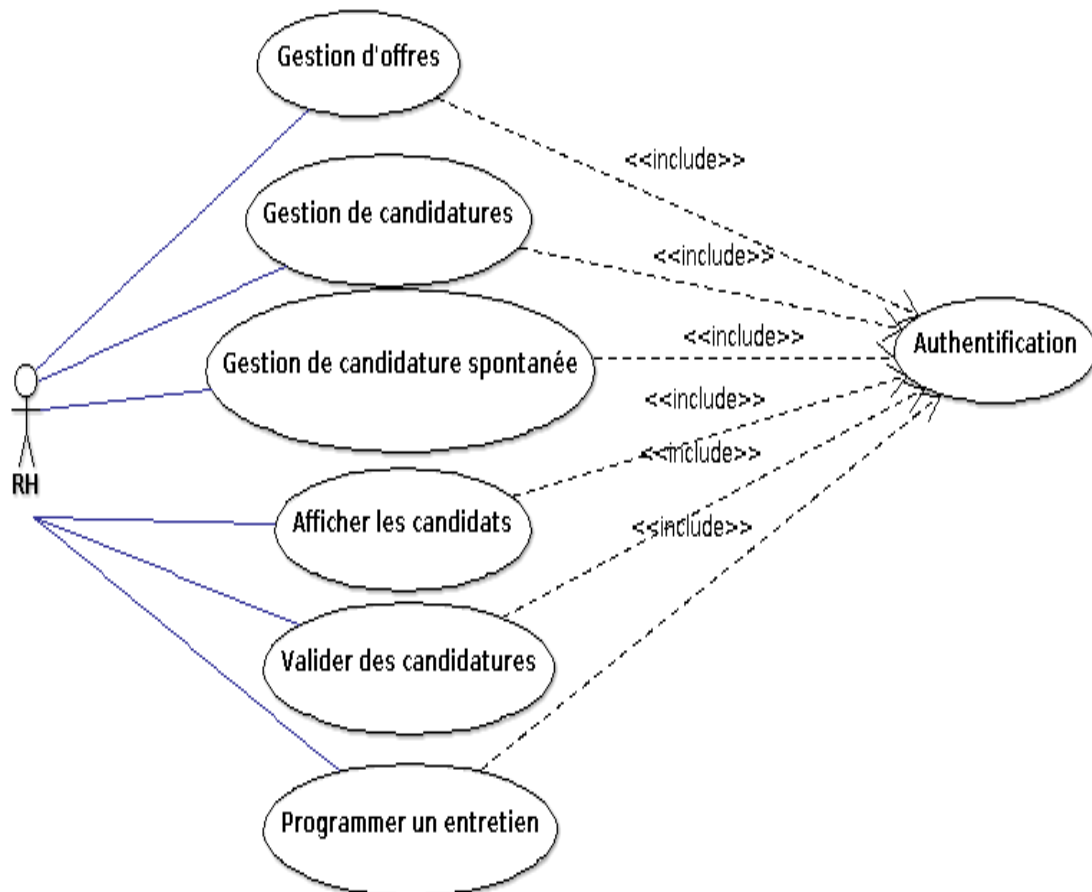 Gestion d'offres
<<include>>
Gestion de candidatures
<<include>>
<<include>>
Authentification
Gestion de candidature spontanée
<<include>>
<<include>>
RH
Afficher les candidats
<<include>>
Valider des candidatures
Programmer un entretien